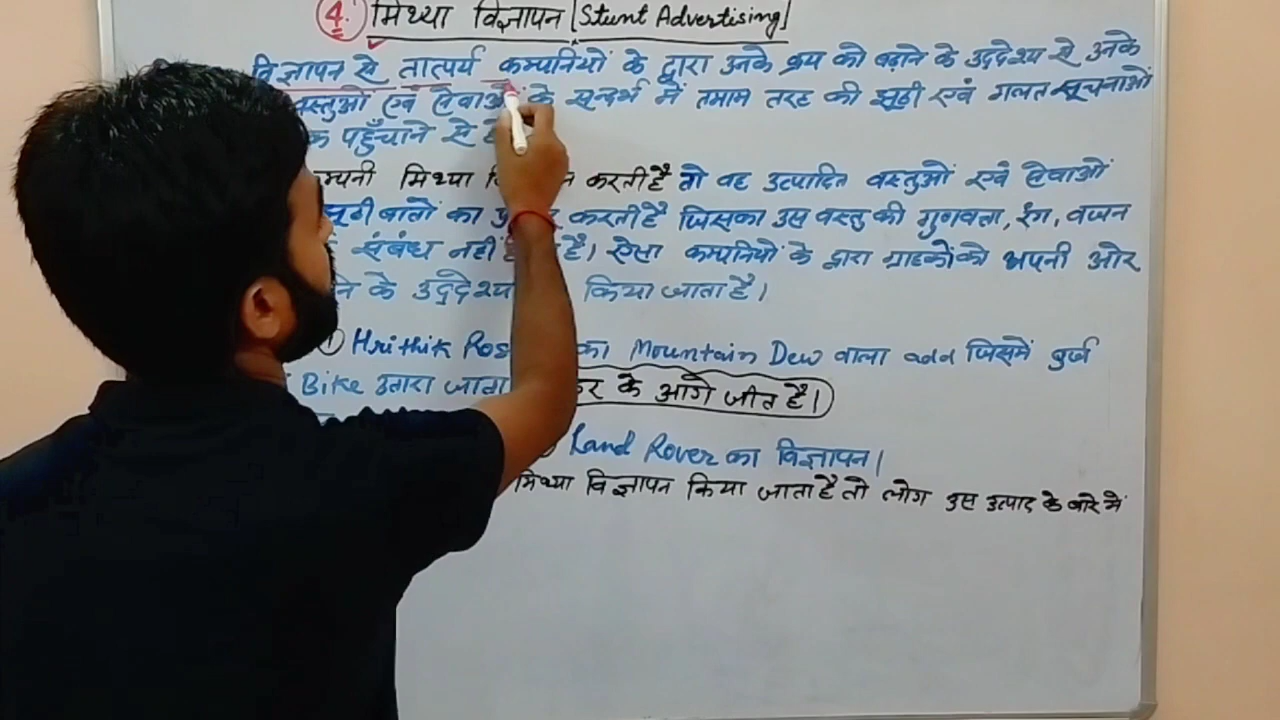 4. मिथ्या विज्ञापन [Stunt Advertising]
विज्ञापन से तात्पर्य कम्पनियों के द्वारा उनके क्रय को बढ़ाने के उद्देश्य से उनके
वस्तुओं एवं सेवाओं के सन्दर्भ में तमाम तरह की झूठी एवं गलत सूचनाओं
पहुँचाने से
मिथ्या करती है तो वह उत्पादित वस्तुओं एवं सेवाओं
झूठी बातों का करती है जिसका उस वस्तु की गुणवत्ता, रंग, वजन
संबंध नहीं है। ऐसा कम्पनियों के द्वारा ग्राहकों को अपनी ओर
के उद्देश्य किया जाता है।
① Hrithik का Mountain Dew वाला add जिसमें बुर्ज
Bike उतारा जाता के आगे जीत है।
Land Rover का विज्ञापन।
मिथ्या विज्ञापन किया जाता है तो लोग उस उत्पाद के बारे में